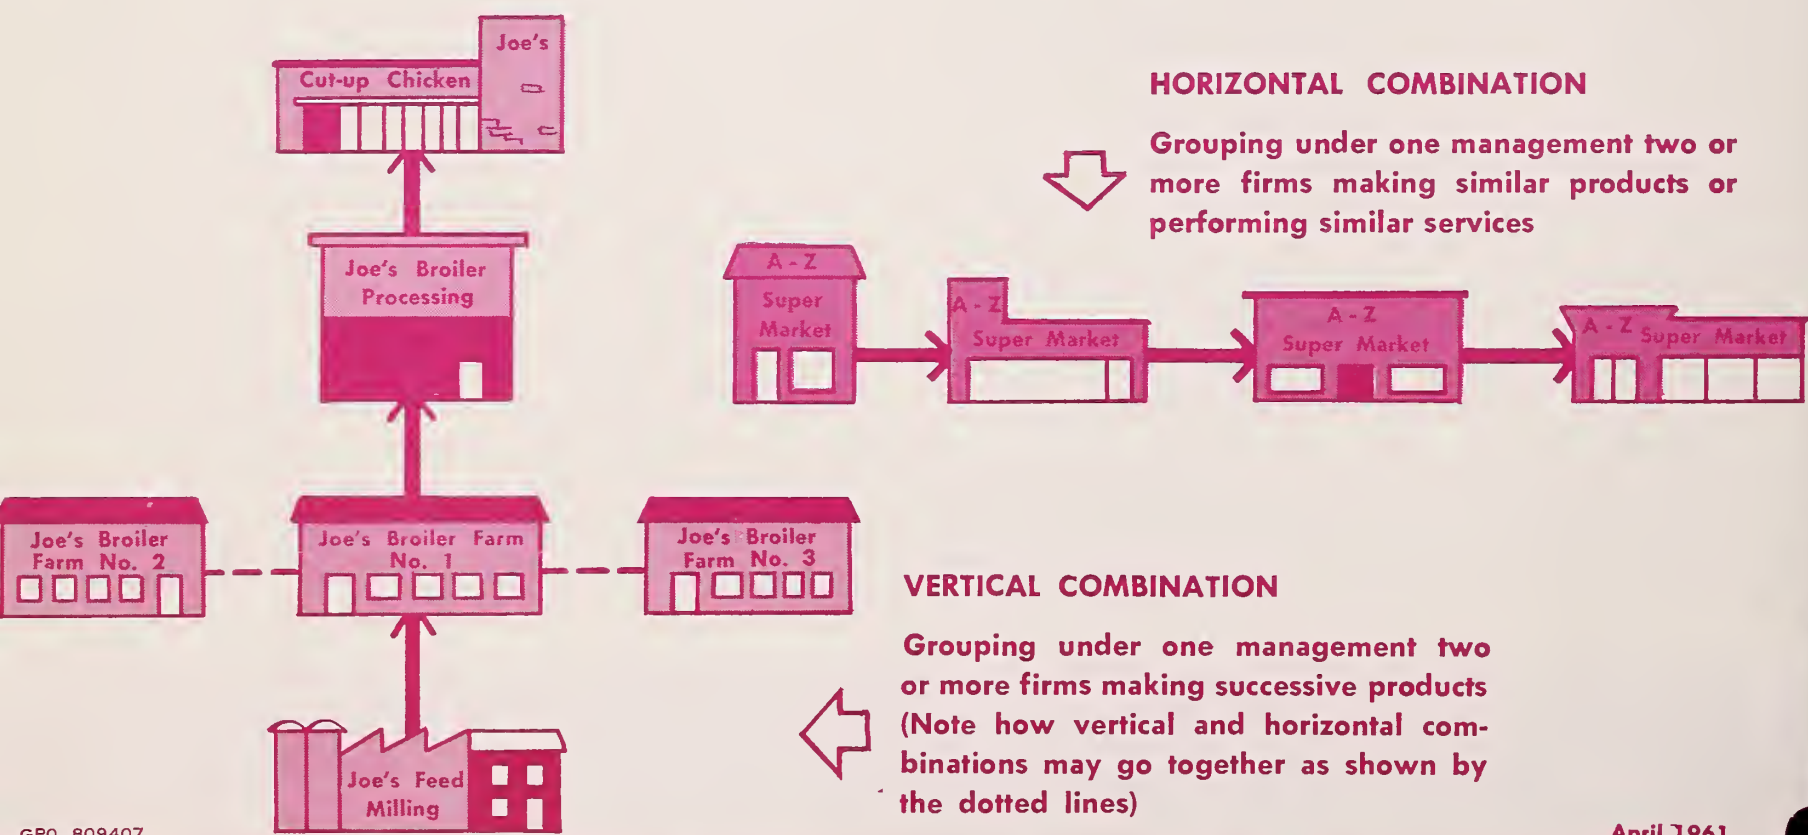 Joe's
Cut-up Chicken
HORIZONTAL COMBINATION
Grouping under one management two or
more firms making similar products or
performing similar services
Joe's Broiler
Processing
A - Z
Super
Market
A - Z
Super Market
A - Z
Super Market
A - Z Super Market
Joe's Broiler
Farm No. 2
Joe's Broiler Farm
No. 1
Joe's Broiler
Farm No. 3
VERTICAL COMBINATION
Grouping under one management two
or more firms making successive products
(Note how vertical and horizontal com-
binations may go together as shown by
the dotted lines)
Joe's Feed
Milling
GPO 809407
April 1961